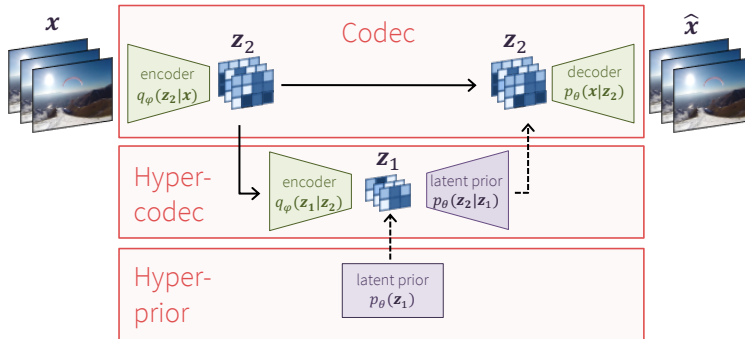 x
Codec
z₂
z₂
x̂
encoder
qφ(z₂|x)
decoder
pθ(x|z₂)
Hyper-
codec
encoder
qφ(z₁|z₂)
z₁
latent prior
pθ(z₂|z₁)
Hyper-
prior
latent prior
pθ(z₁)